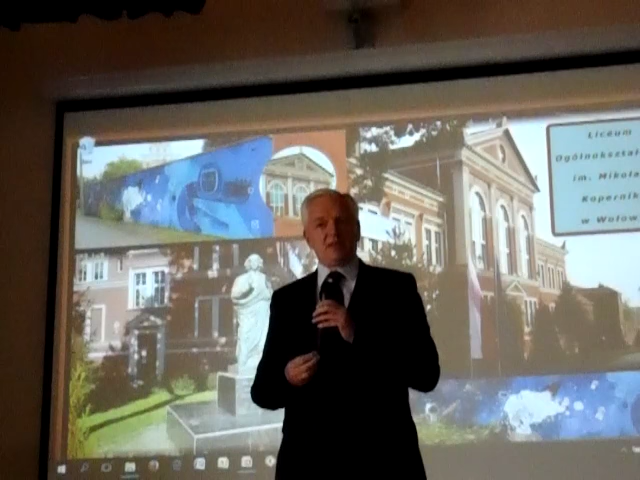 Liceum
Ogólnokształ
im. Mikoła
Kopernik
w Wołow